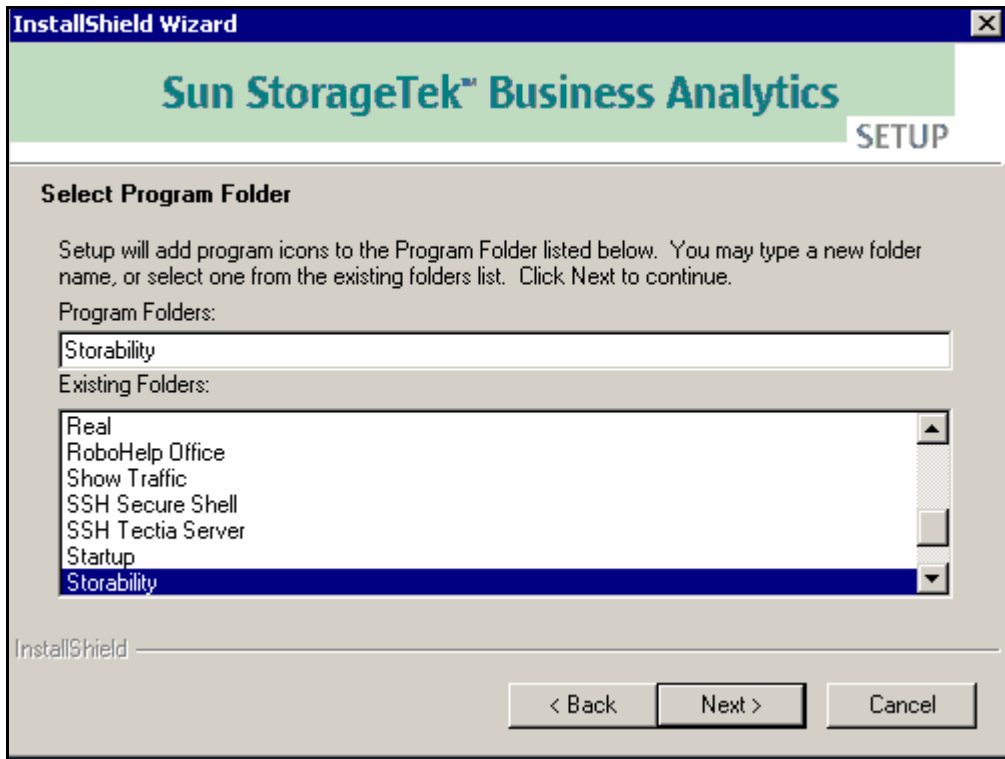 InstallShield Wizard
Sun StorageTek™ Business Analytics
SETUP
Select Program Folder
Setup will add program icons to the Program Folder listed below.  You may type a new folder
name, or select one from the existing folders list.  Click Next to continue.
Program Folders:
Storability
Existing Folders:
Real
RoboHelp Office
Show Traffic
SSH Secure Shell
SSH Tectia Server
Startup
Storability
InstallShield
< Back
Next >
Cancel